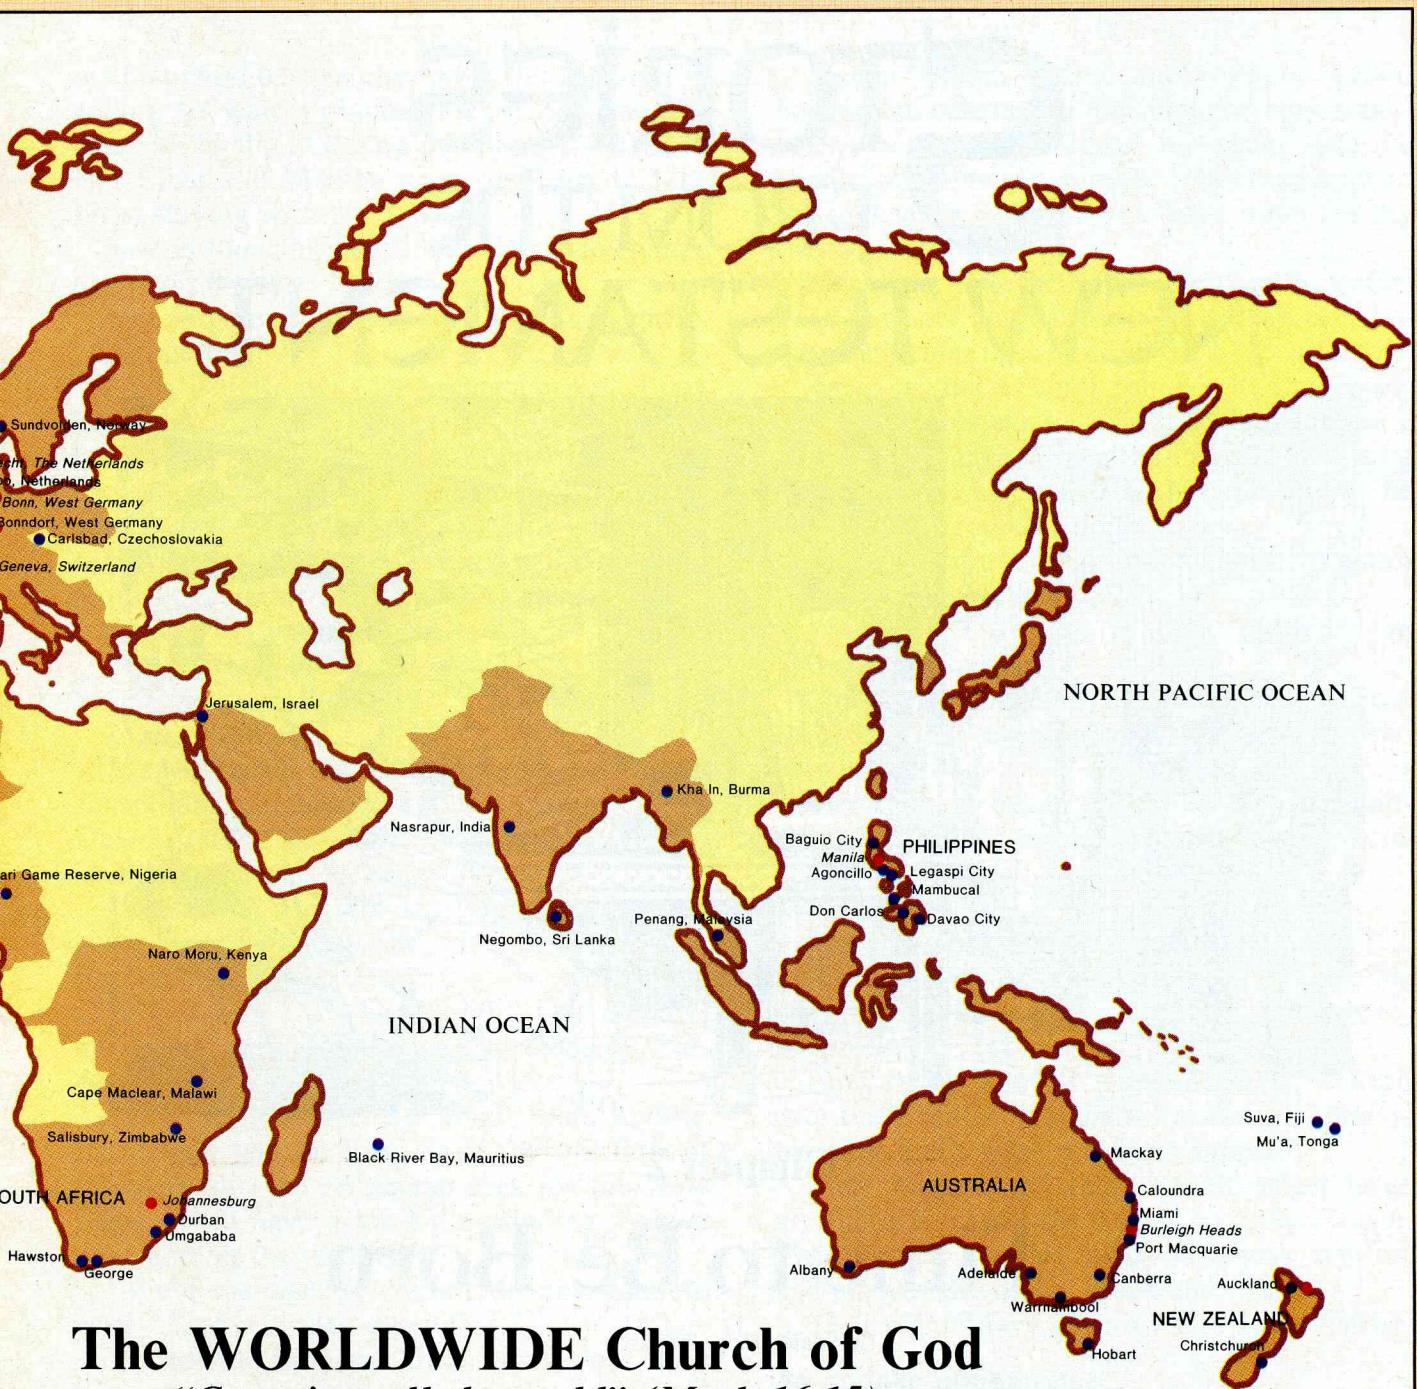 Sundvolden, Norway
The Netherlands
Netherlands
Bonn, West Germany
Bonndorf, West Germany
Carlsbad, Czechoslovakia
Geneva, Switzerland
Jerusalem, Israel
NORTH PACIFIC OCEAN
Kha In, Burma
Nasrapur, India
Baguio City
PHILIPPINES
Manila
Agoncillo
Legaspi City
Mambucal
Game Reserve, Nigeria
Don Carlos
Davao City
Penang, Malaysia
Negombo, Sri Lanka
Naro Moru, Kenya
INDIAN OCEAN
Cape Maclear, Malawi
Suva, Fiji
Mu'a, Tonga
Salisbury, Zimbabwe
Black River Bay, Mauritius
Mackay
AUSTRALIA
Caloundra
OUTH AFRICA
Johannesburg
Miami
Durban
Burleigh Heads
Umgababa
Port Macquarie
Hawston
George
Albany
Adelaide
Canberra
Auckland
Warrnambool
NEW ZEALAND
Christchurch
Hobart
The WORLDWIDE Church of God